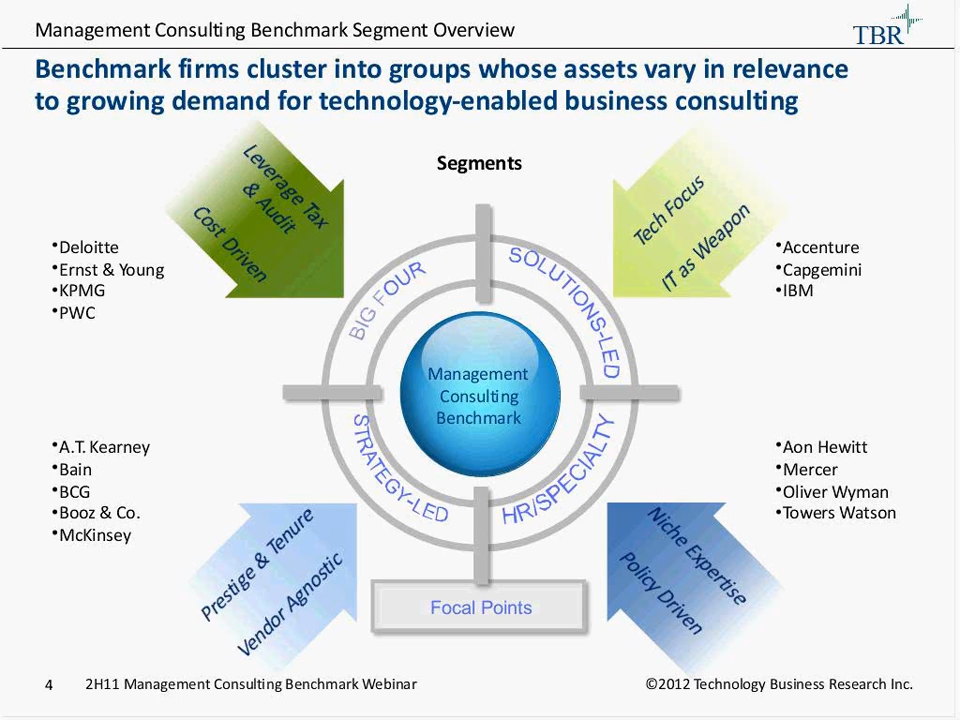 Management Consulting Benchmark Segment Overview
TBR
Benchmark firms cluster into groups whose assets vary in relevance
to growing demand for technology-enabled business consulting
Segments
Leverage Tax
& Audit
Cost Driven
Tech Focus
IT as Weapon
•Deloitte
•Ernst & Young
•KPMG
•PWC
BIG FOUR
SOLUTIONS-LED
•Accenture
•Capgemini
•IBM
Management
Consulting
Benchmark
•A.T. Kearney
•Bain
•BCG
•Booz & Co.
•McKinsey
STRATEGY-LED
HR/SPECIALTY
•Aon Hewitt
•Mercer
•Oliver Wyman
•Towers Watson
Prestige & Tenure
Vendor Agnostic
Niche Expertise
Policy Driven
Focal Points
4
2H11 Management Consulting Benchmark Webinar
©2012 Technology Business Research Inc.